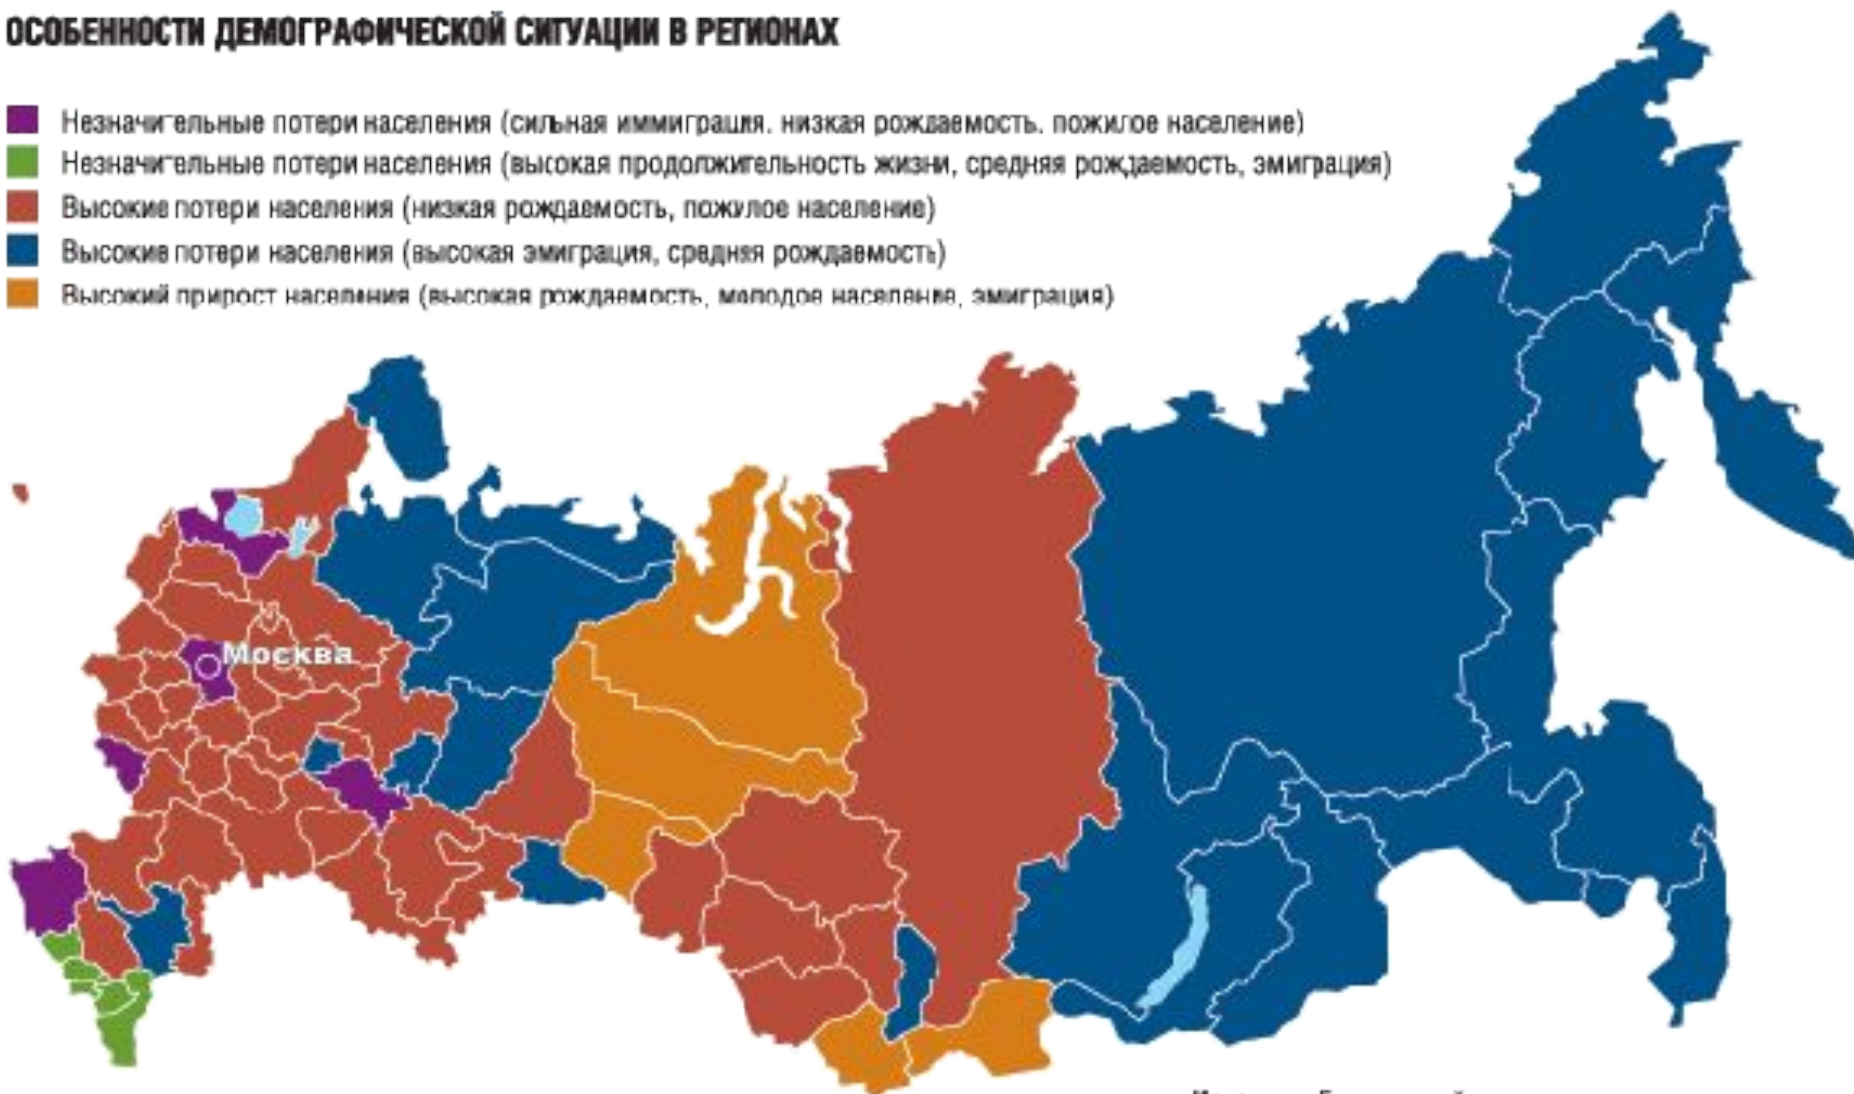 ОСОБЕННОСТИ ДЕМОГРАФИЧЕСКОЙ СИТУАЦИИ В РЕГИОНАХ
Незначительные потери населения (сильная иммиграция. низкая рождаемость. пожилое население)
Незначительные потери населения (высокая продолжительность жизни, средняя рождаемость, эмиграция)
Высокие потери населения (низкая рождаемость, пожилое население)
Высокие потери населения (высокая эмиграция, средняя рождаемость)
Высокий прирост населения (высокая рождаемость, молодое население, эмиграция)
Москва